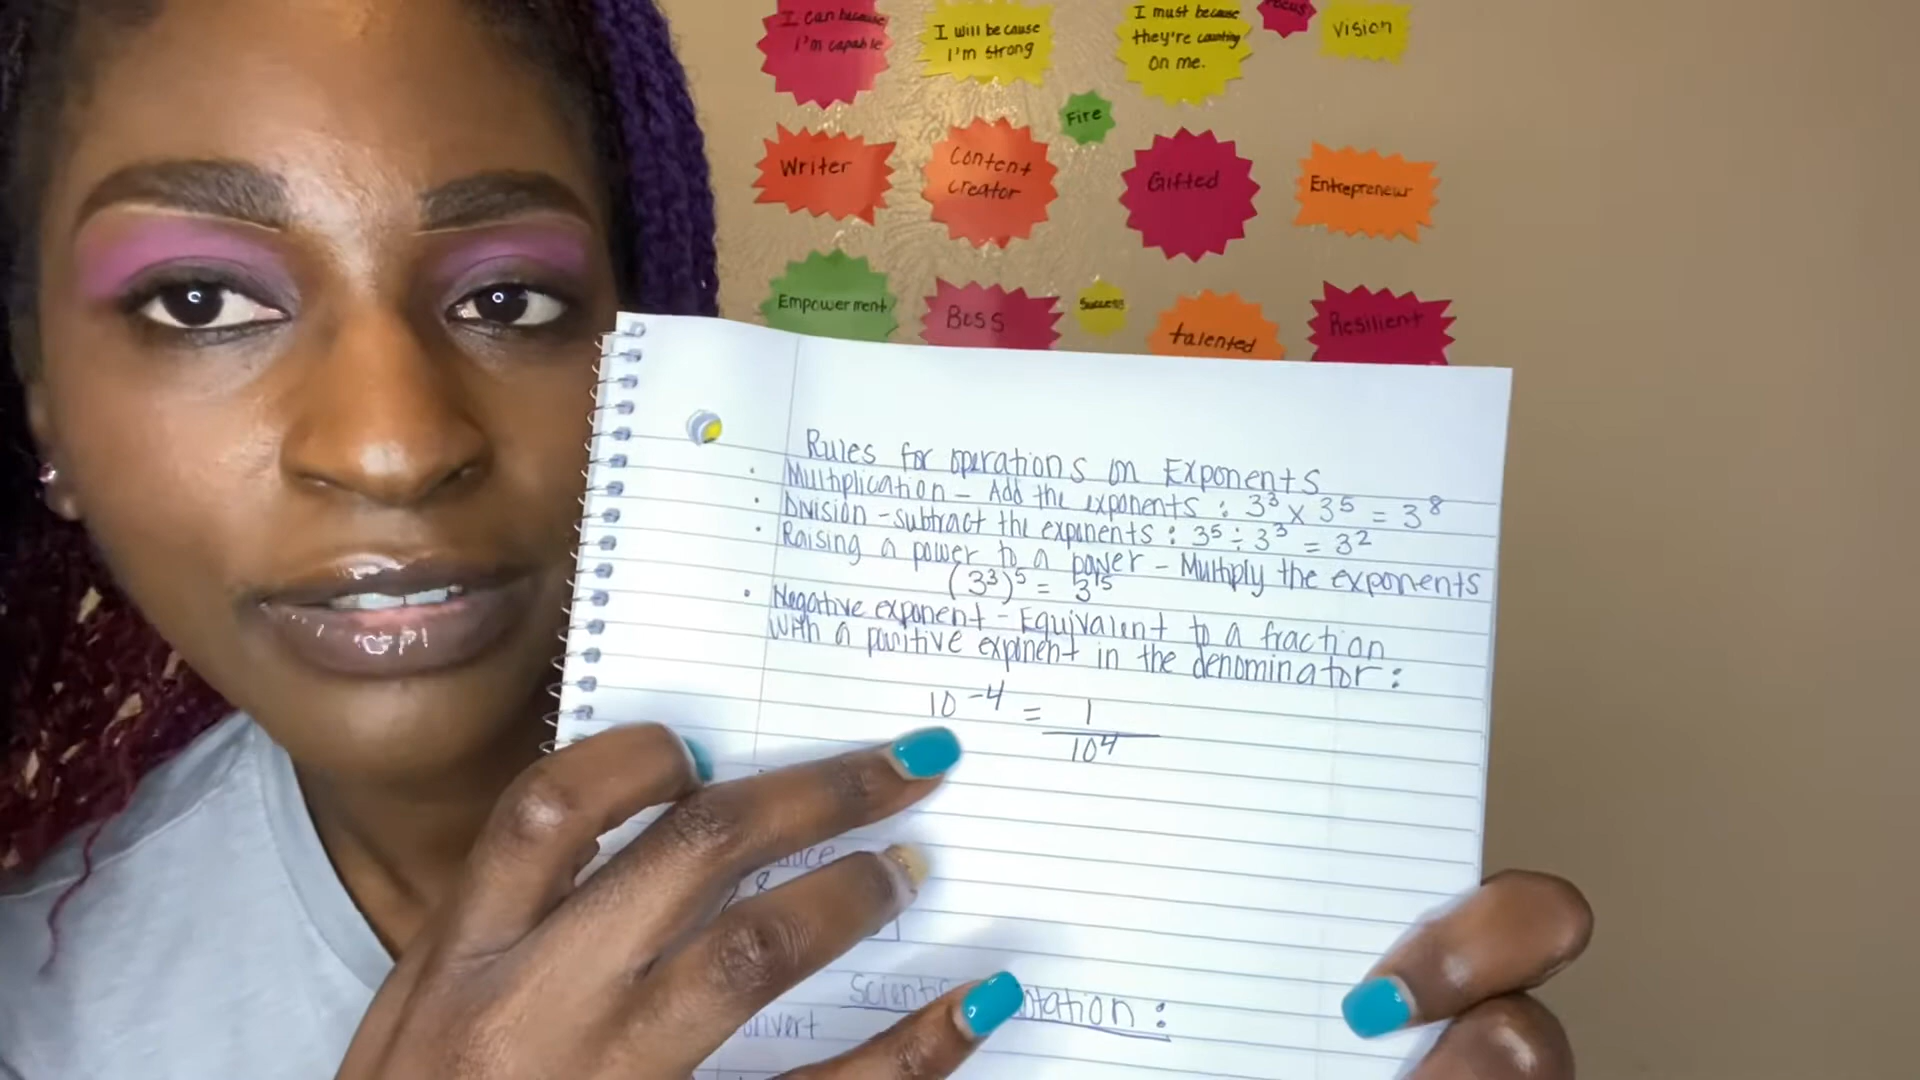 I can because
I'm capable
I will because
I'm strong
I must because
they're counting
on me.
Focus
Vision
Fire
Writer
Content
creator
Gifted
Entrepreneur
Empowerment
Boss
Success
talented
Resilient
Rules for operations on Exponents
• Multiplication – Add the exponents : 3³ x 3⁵ = 3⁸
• Division – subtract the exponents : 3⁵ ÷ 3³ = 3²
• Raising a power to a power – Multiply the exponents
(3³)⁵ = 3¹⁵
• Negative exponent – Equivalent to a fraction
with a positive exponent in the denominator :
10⁻⁴ = 1
10⁴